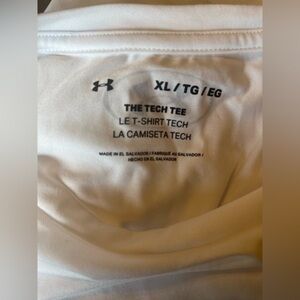 XL / TG / EG
THE TECH TEE
LE T-SHIRT TECH
LA CAMISETA TECH
MADE IN EL SALVADOR / FABRIQUÉ AU SALVADOR /
HECHO EN EL SALVADOR